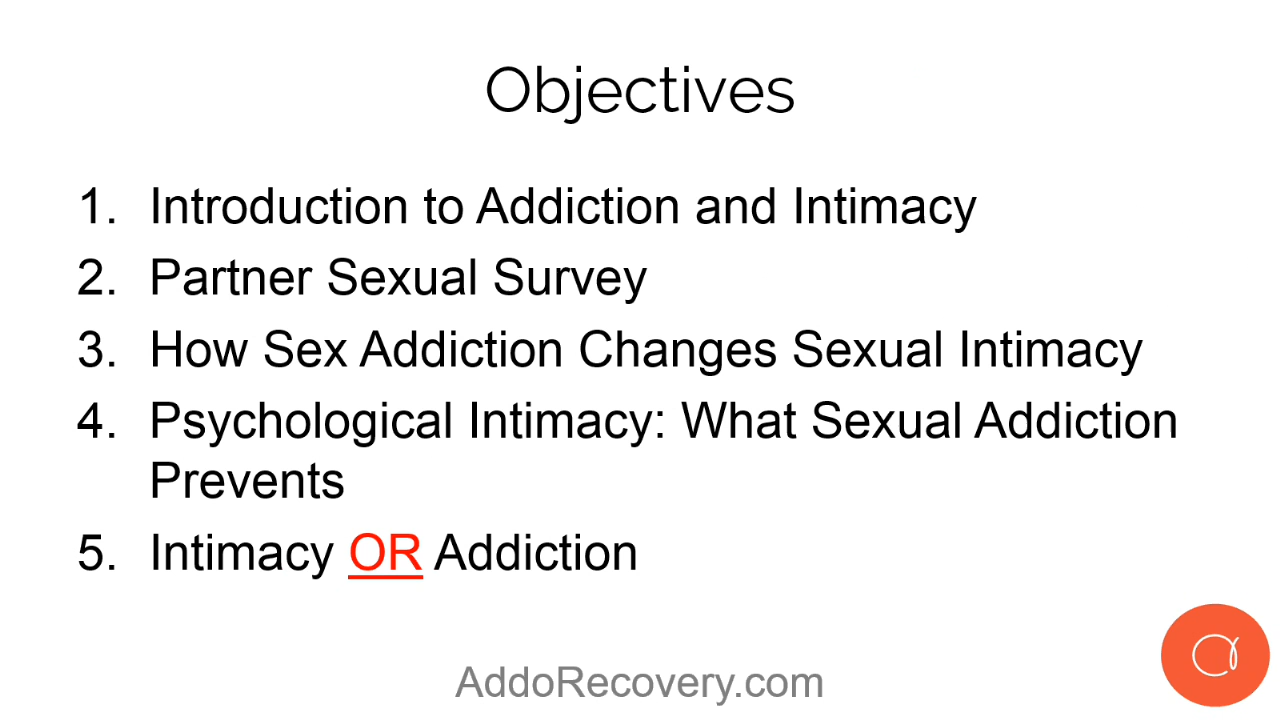 Objectives
1. Introduction to Addiction and Intimacy
2. Partner Sexual Survey
3. How Sex Addiction Changes Sexual Intimacy
4. Psychological Intimacy: What Sexual Addiction
Prevents
5. Intimacy OR Addiction
AddoRecovery.com